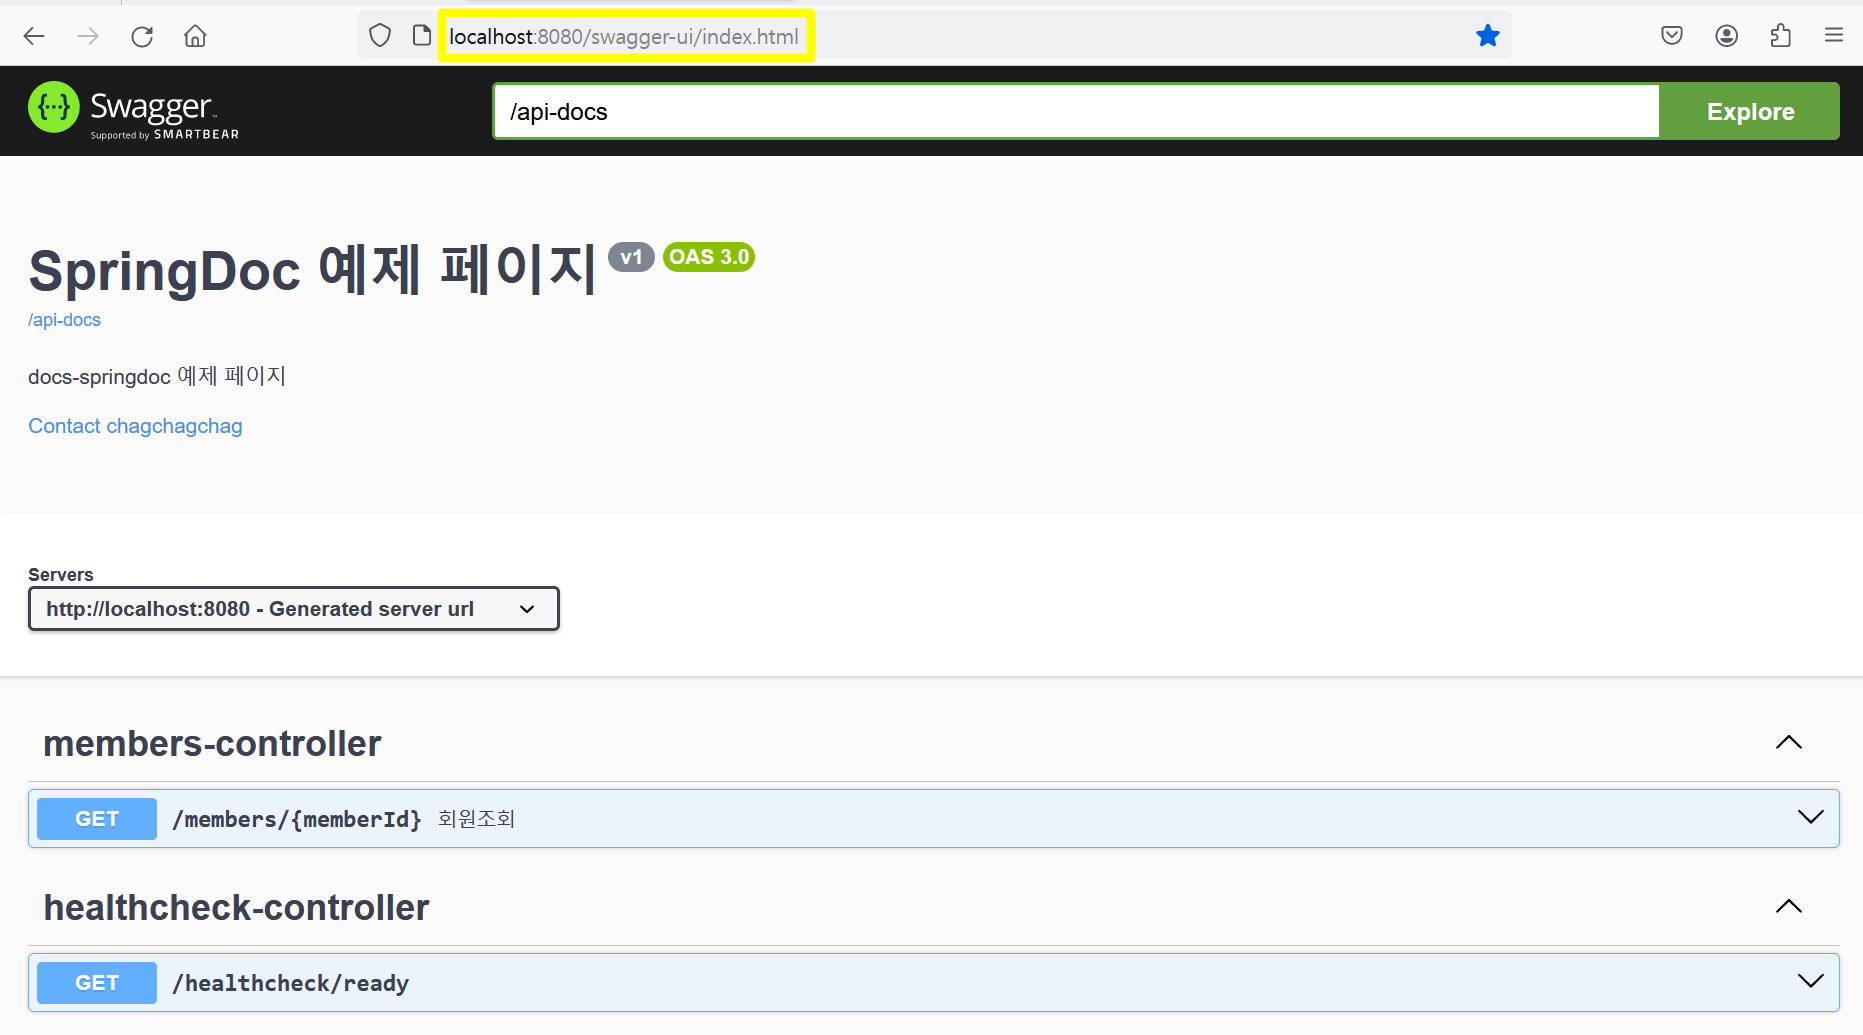 localhost:8080/swagger-ui/index.html
{···} Swagger™
Supported by SMARTBEAR
/api-docs
Explore
SpringDoc 예제 페이지 v1 OAS 3.0
/api-docs
docs-springdoc 예제 페이지
Contact chagchagchag
Servers
http://localhost:8080 - Generated server url
members-controller
GET /members/{memberId} 회원조회
healthcheck-controller
GET /healthcheck/ready